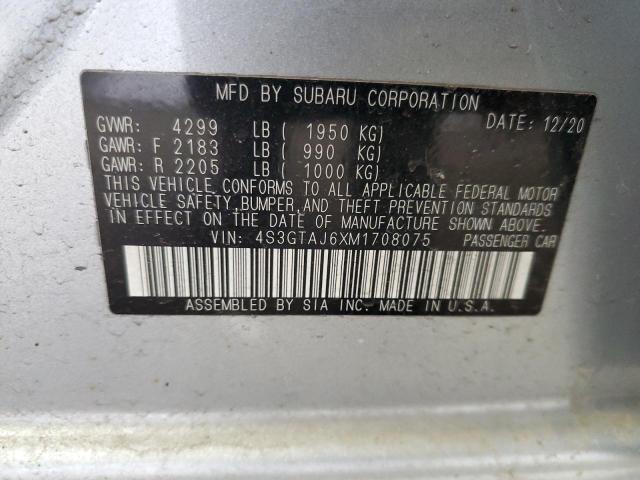 MFD BY SUBARU CORPORATION DATE: 12/20
GVWR: 4299 LB ( 1950 KG)
GAWR: F 2183 LB ( 990 KG)
GAWR: R 2205 LB ( 1000 KG)
THIS VEHICLE CONFORMS TO ALL APPLICABLE FEDERAL MOTOR
VEHICLE SAFETY, BUMPER, AND THEFT PREVENTION STANDARDS
IN EFFECT ON THE DATE OF MANUFACTURE SHOWN ABOVE.
VIN: 4S3GTAJ6XM1708075 PASSENGER CAR
ASSEMBLED BY SIA INC. MADE IN U.S.A.